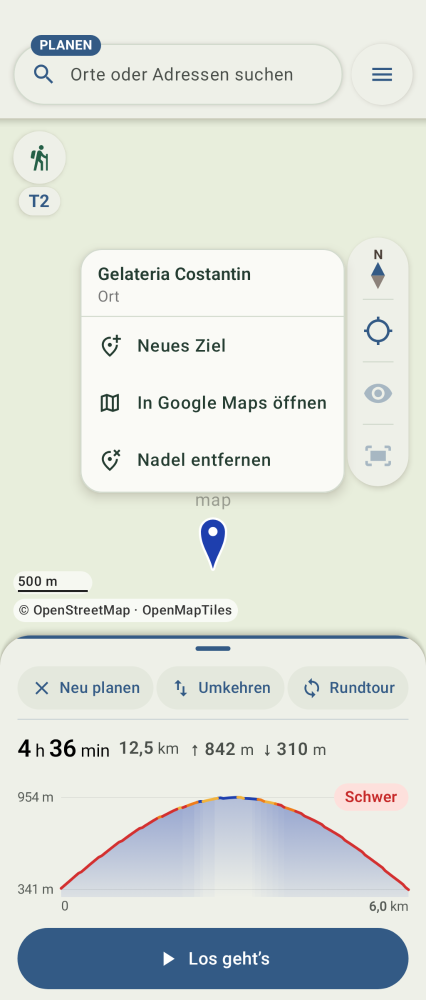 PLANEN
Orte oder Adressen suchen
T2
N
Gelateria Costantin
Ort
Neues Ziel
In Google Maps öffnen
Nadel entfernen
map
500 m
© OpenStreetMap · OpenMapTiles
Neu planen
Umkehren
Rundtour
4 h 36 min 12,5 km ↑ 842 m ↓ 310 m
954 m
Schwer
341 m
0
6,0 km
Los geht's